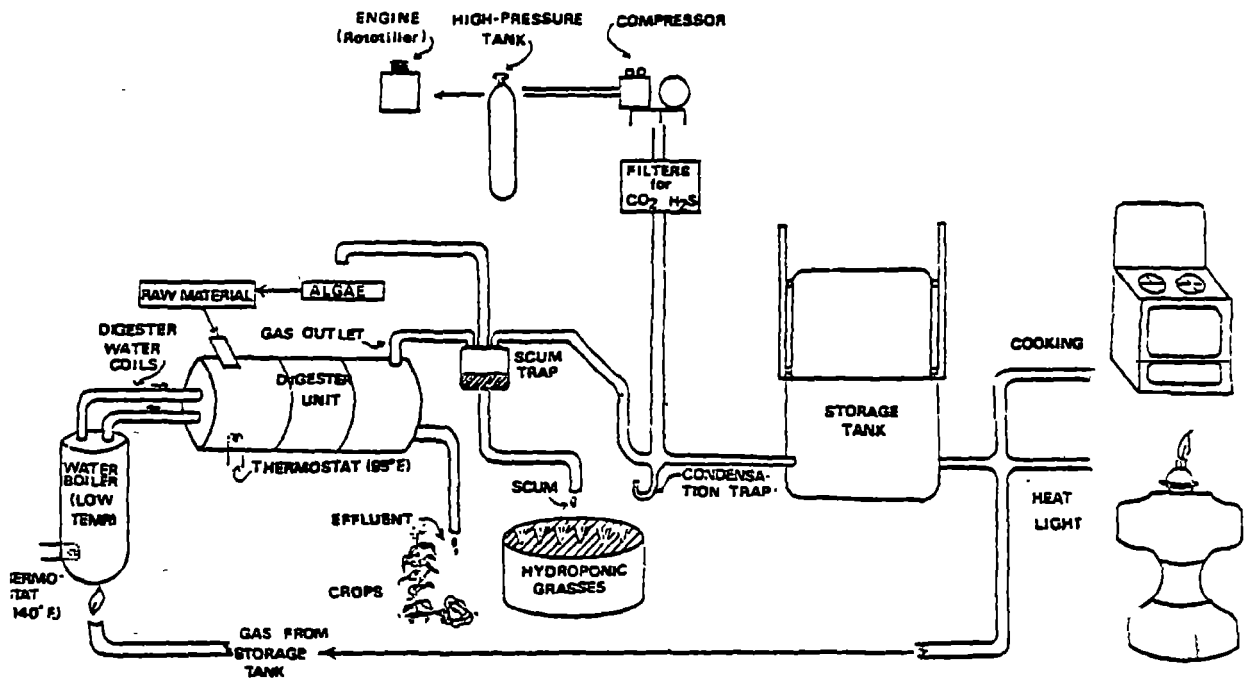 ENGINE
(Rototiller)
HIGH-PRESSURE
TANK
COMPRESSOR
FILTERS
for
CO2 H2S
RAW MATERIAL
ALGAE
DIGESTER
WATER
COILS
GAS OUTLET
SCUM
TRAP
DIGESTER
UNIT
COOKING
STORAGE
TANK
THERMOSTAT (95°F)
WATER
BOILER
(LOW
TEMP)
SCUM
CONDENSA-
TION TRAP
HEAT
LIGHT
EFFLUENT
HYDROPONIC
GRASSES
CROPS
ERMO-
TAT
140° F)
GAS FROM
STORAGE
TANK